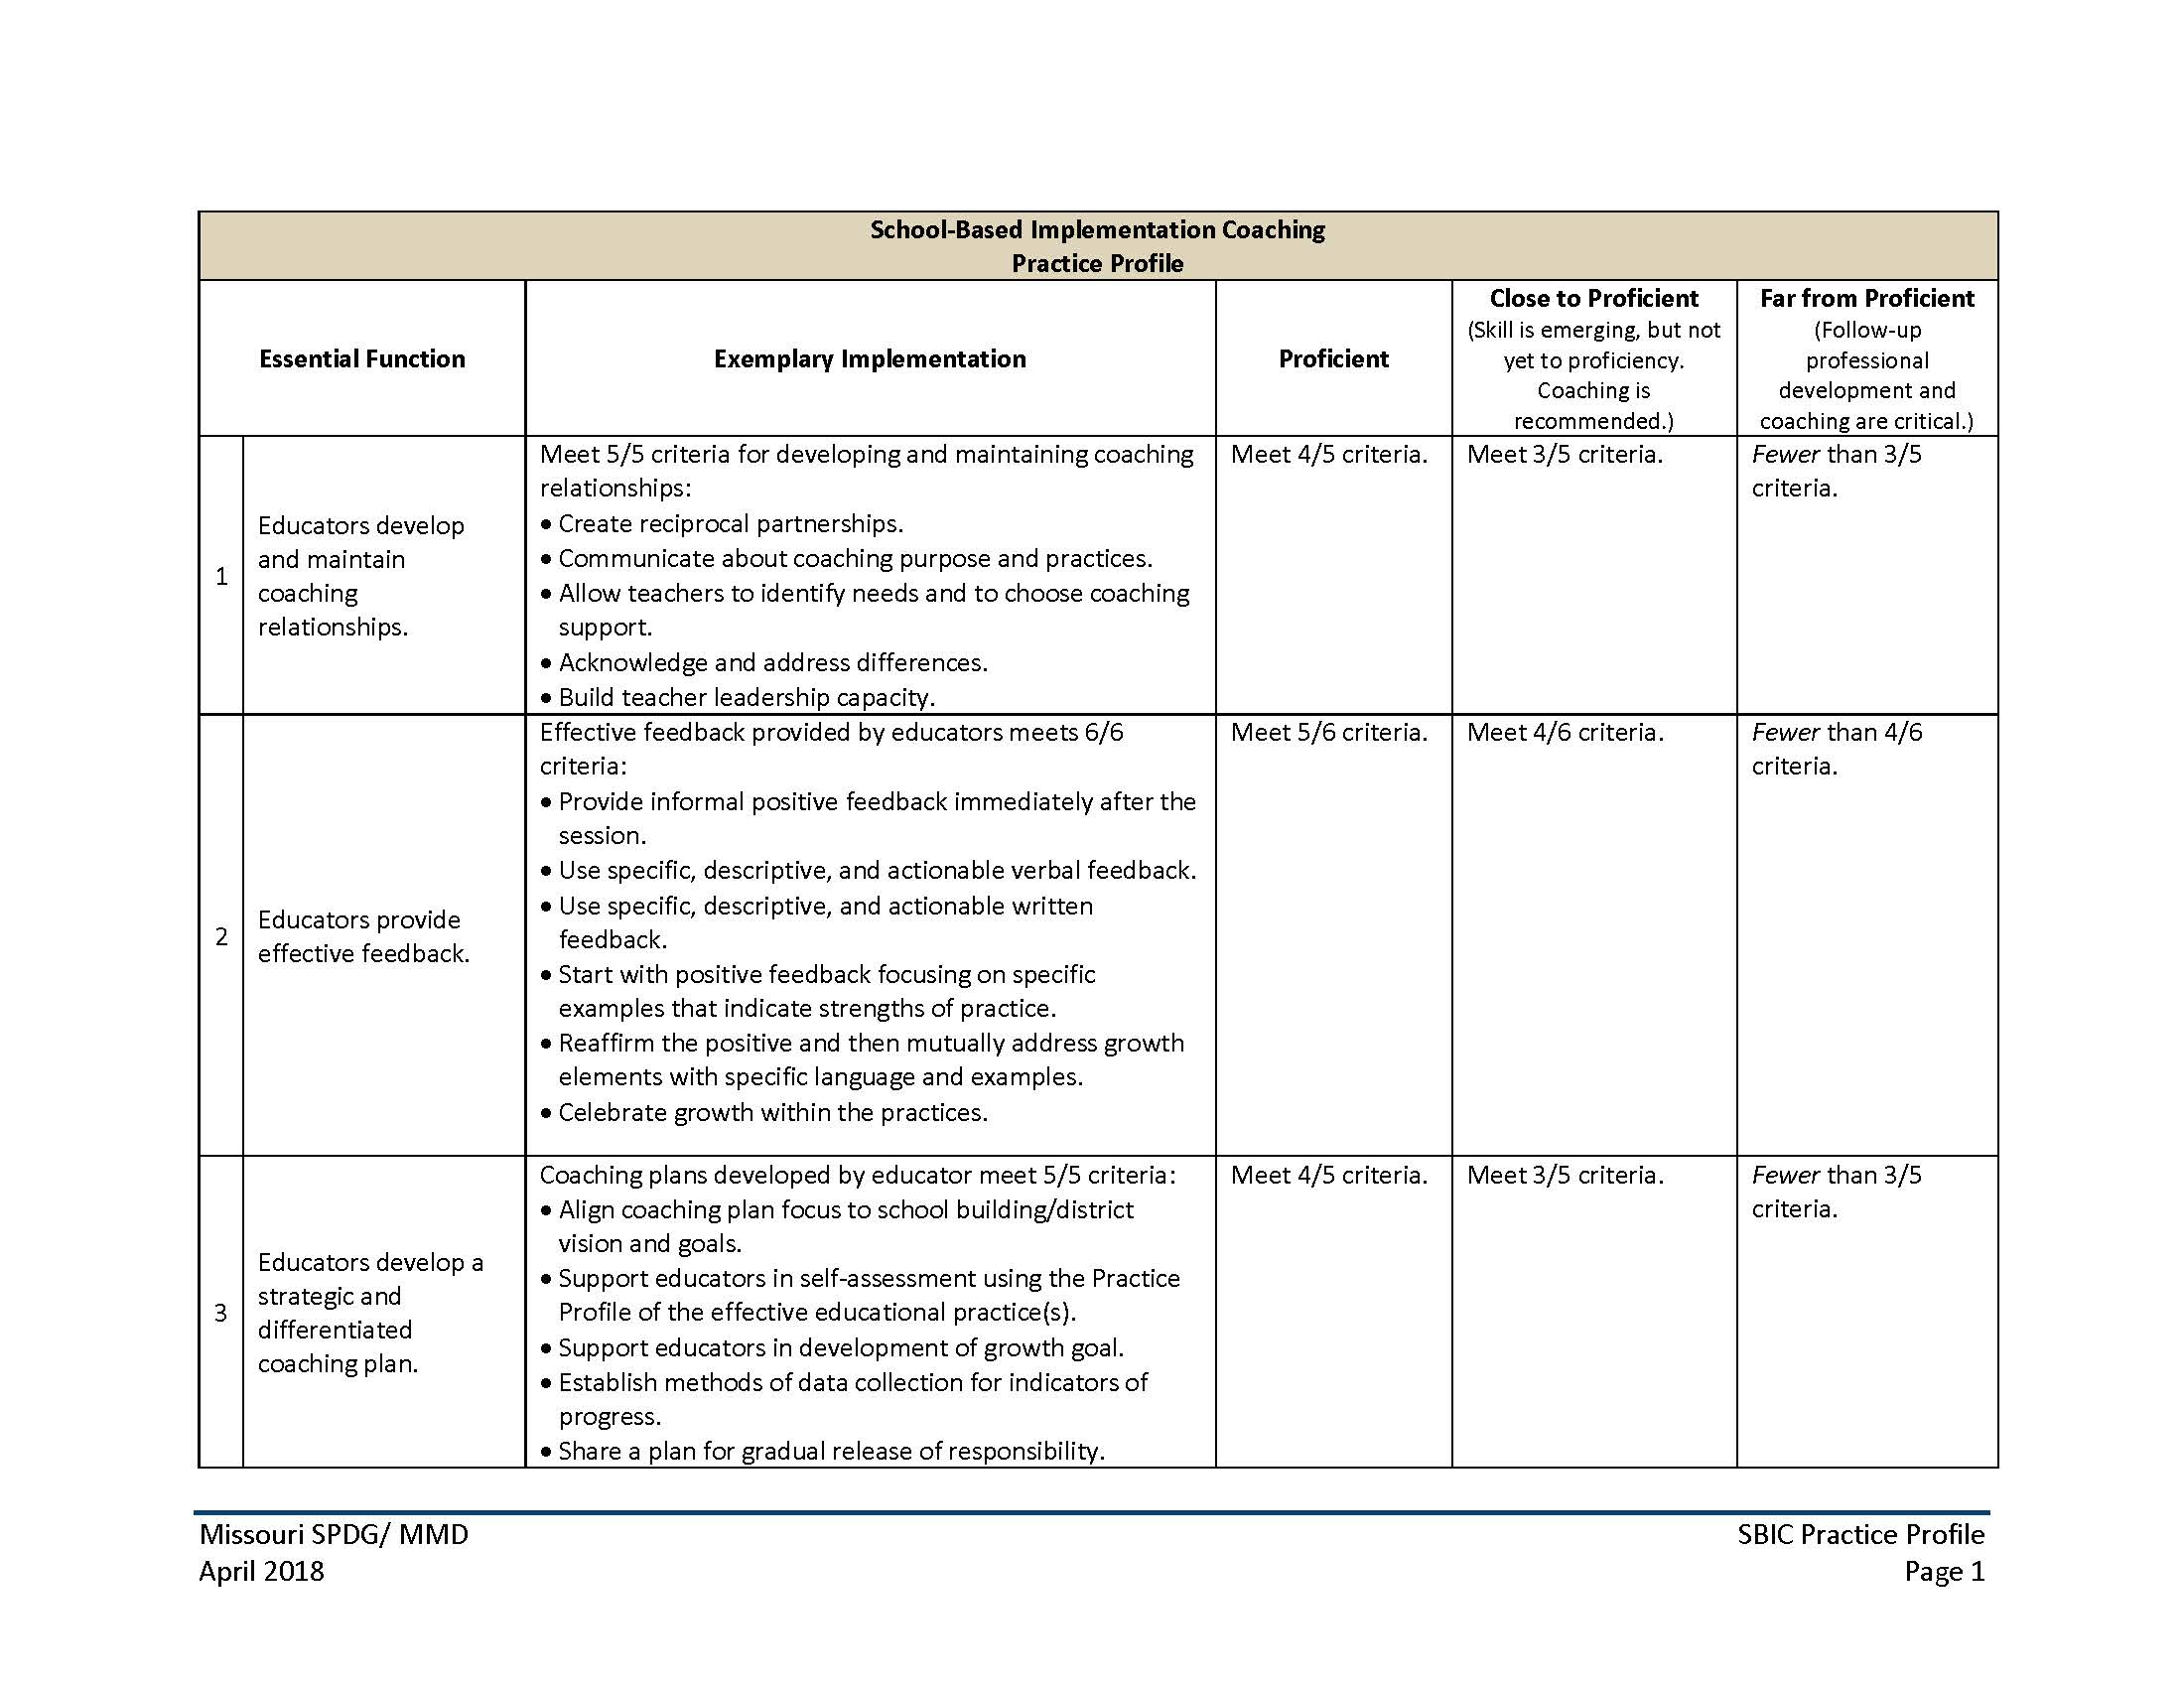 School-Based Implementation Coaching
Practice Profile
Essential Function
Exemplary Implementation
Proficient
Close to Proficient
(Skill is emerging, but not
yet to proficiency.
Coaching is
recommended.)
Far from Proficient
(Follow-up
professional
development and
coaching are critical.)
1
Educators develop
and maintain
coaching
relationships.
Meet 5/5 criteria for developing and maintaining coaching
relationships:
• Create reciprocal partnerships.
• Communicate about coaching purpose and practices.
• Allow teachers to identify needs and to choose coaching
support.
• Acknowledge and address differences.
• Build teacher leadership capacity.
Meet 4/5 criteria.
Meet 3/5 criteria.
Fewer than 3/5
criteria.
2
Educators provide
effective feedback.
Effective feedback provided by educators meets 6/6
criteria:
• Provide informal positive feedback immediately after the
session.
• Use specific, descriptive, and actionable verbal feedback.
• Use specific, descriptive, and actionable written
feedback.
• Start with positive feedback focusing on specific
examples that indicate strengths of practice.
• Reaffirm the positive and then mutually address growth
elements with specific language and examples.
• Celebrate growth within the practices.
Meet 5/6 criteria.
Meet 4/6 criteria.
Fewer than 4/6
criteria.
3
Educators develop a
strategic and
differentiated
coaching plan.
Coaching plans developed by educator meet 5/5 criteria:
• Align coaching plan focus to school building/district
vision and goals.
• Support educators in self-assessment using the Practice
Profile of the effective educational practice(s).
• Support educators in development of growth goal.
• Establish methods of data collection for indicators of
progress.
• Share a plan for gradual release of responsibility.
Meet 4/5 criteria.
Meet 3/5 criteria.
Fewer than 3/5
criteria.
Missouri SPDG/ MMD
April 2018
SBIC Practice Profile
Page 1